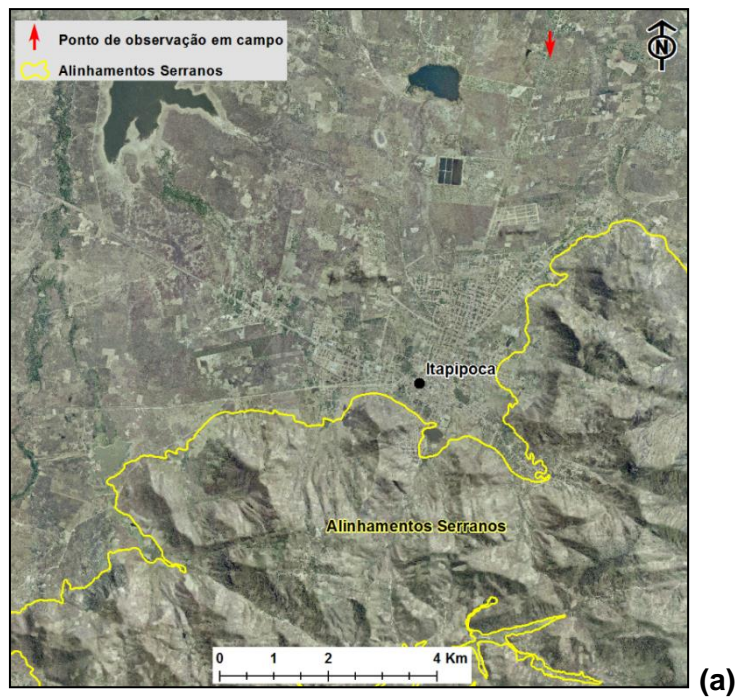 Ponto de observação em campo
Alinhamentos Serranos
N
Itapipoca
Alinhamentos Serranos
0 1 2 4 Km
(a)